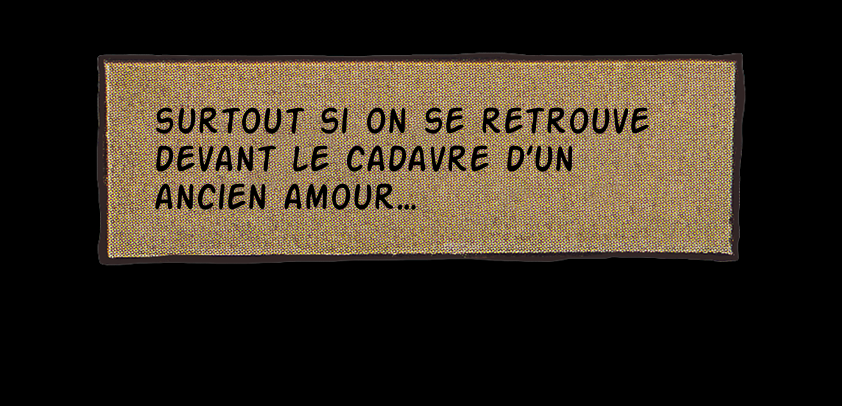 SURTOUT SI ON SE RETROUVE
DEVANT LE CADAVRE D'UN
ANCIEN AMOUR...